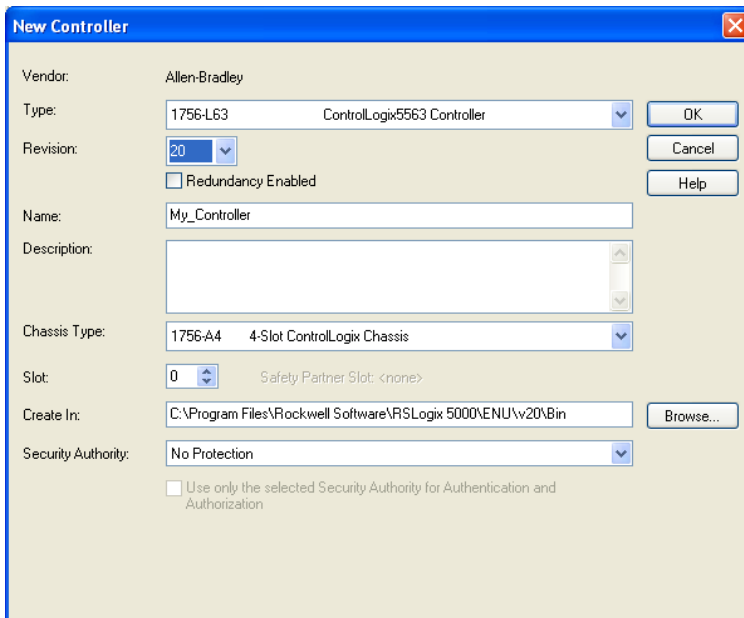 New Controller
Vendor: Allen-Bradley
Type: 1756-L63 ControlLogix5563 Controller OK
Revision: 20 Cancel
Redundancy Enabled Help
Name: My_Controller
Description:
Chassis Type: 1756-A4 4-Slot ControlLogix Chassis
Slot: 0 Safety Partner Slot: <none>
Create In: C:\Program Files\Rockwell Software\RSLogix 5000\ENU\v20\Bin Browse...
Security Authority: No Protection
Use only the selected Security Authority for Authentication and
Authorization